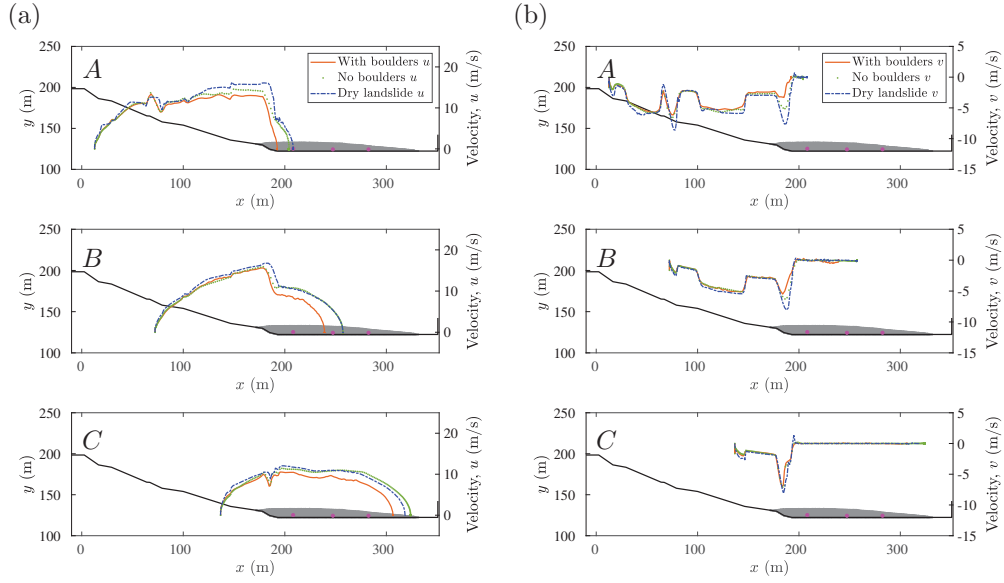 (a)
(b)
250
200
150
100
y (m)
A
With boulders u
No boulders u
Dry landslide u
20
10
0
Velocity, u (m/s)
0
100
200
300
x (m)
250
200
150
100
y (m)
A
With boulders v
No boulders v
Dry landslide v
5
0
-5
-10
-15
Velocity, v (m/s)
0
100
200
300
x (m)
250
200
150
100
y (m)
B
20
10
0
Velocity, u (m/s)
0
100
200
300
x (m)
250
200
150
100
y (m)
B
5
0
-5
-10
-15
Velocity, v (m/s)
0
100
200
300
x (m)
250
200
150
100
y (m)
C
20
10
0
Velocity, u (m/s)
0
100
200
300
x (m)
250
200
150
100
y (m)
C
5
0
-5
-10
-15
Velocity, v (m/s)
0
100
200
300
x (m)